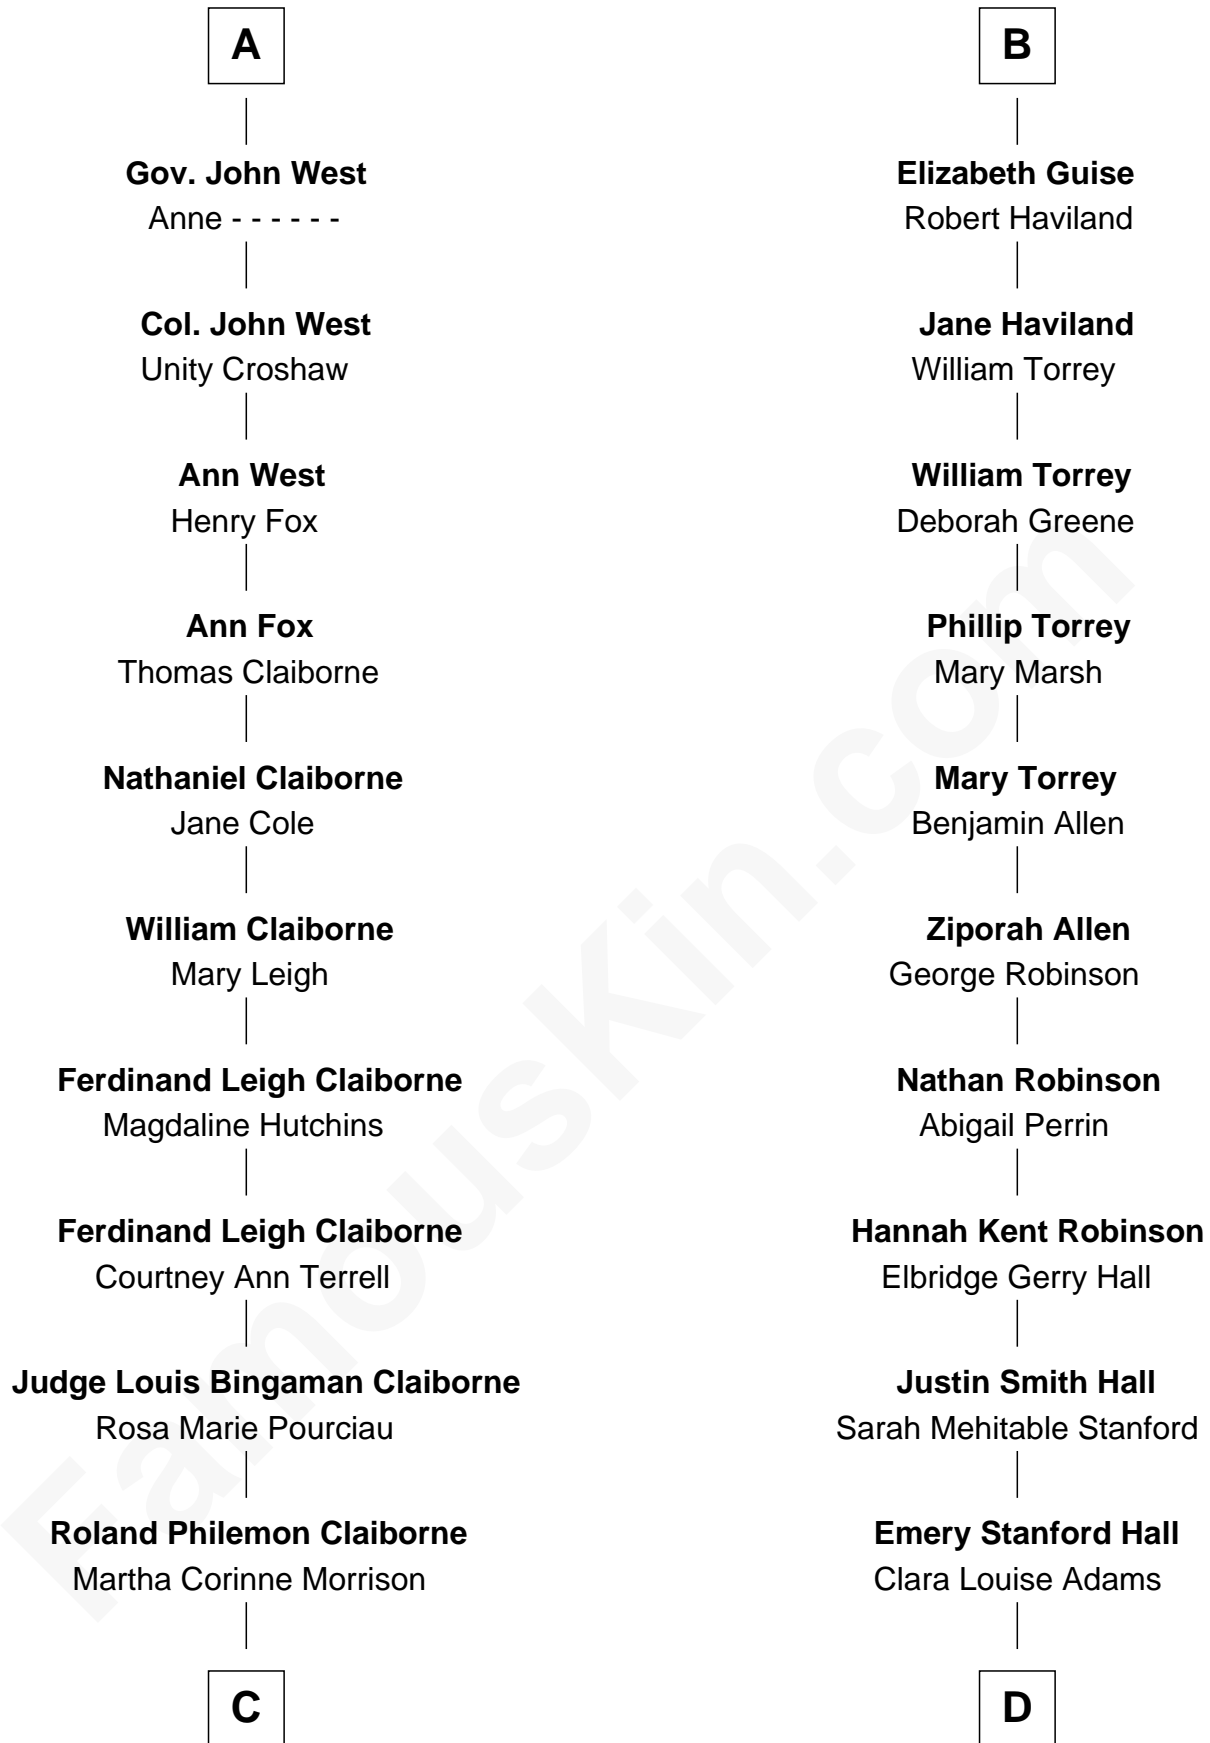 A
Gov. John West
Anne - - - - - -
Col. John West
Unity Croshaw
Ann West
Henry Fox
Ann Fox
Thomas Claiborne
Nathaniel Claiborne
Jane Cole
William Claiborne
Mary Leigh
Ferdinand Leigh Claiborne
Magdaline Hutchins
Ferdinand Leigh Claiborne
Courtney Ann Terrell
Judge Louis Bingaman Claiborne
Rosa Marie Pourciau
Roland Philemon Claiborne
Martha Corinne Morrison
C
B
Elizabeth Guise
Robert Haviland
Jane Haviland
William Torrey
William Torrey
Deborah Greene
Phillip Torrey
Mary Marsh
Mary Torrey
Benjamin Allen
Ziporah Allen
George Robinson
Nathan Robinson
Abigail Perrin
Hannah Kent Robinson
Elbridge Gerry Hall
Justin Smith Hall
Sarah Mehitable Stanford
Emery Stanford Hall
Clara Louise Adams
D
FamousKin.com